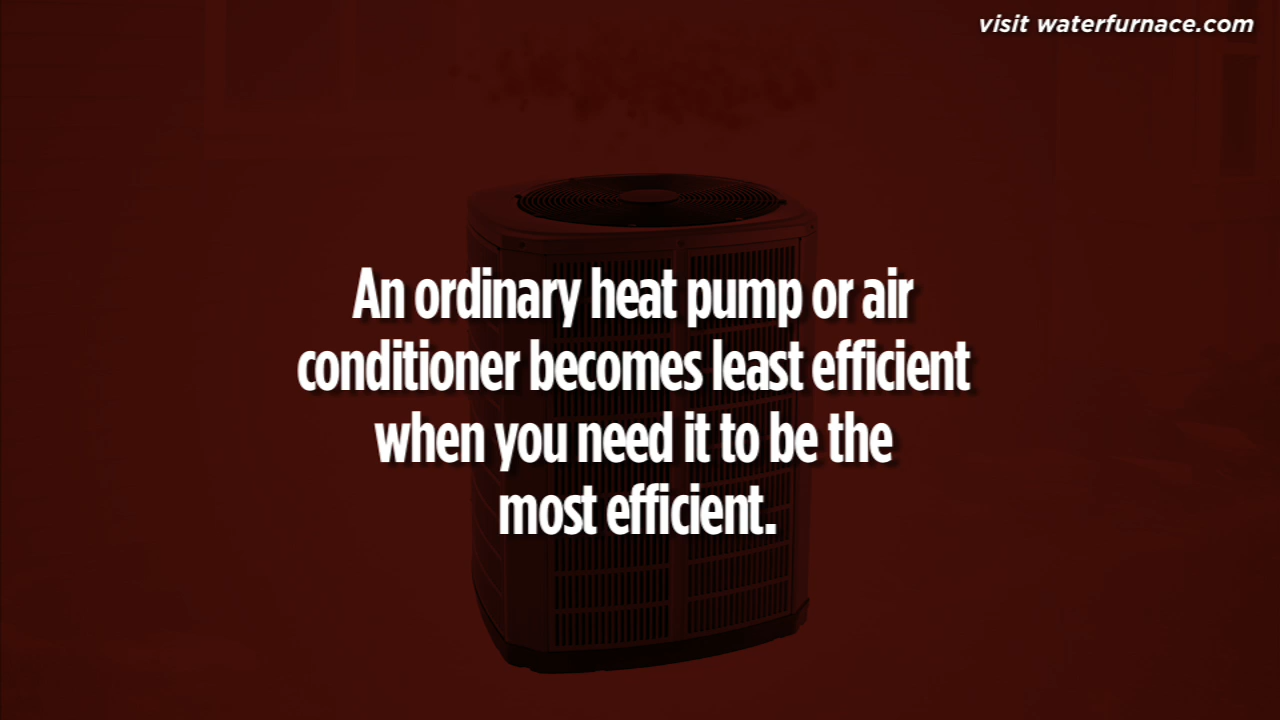 visit waterfurnace.com
An ordinary heat pump or air
conditioner becomes least efficient
when you need it to be the
most efficient.